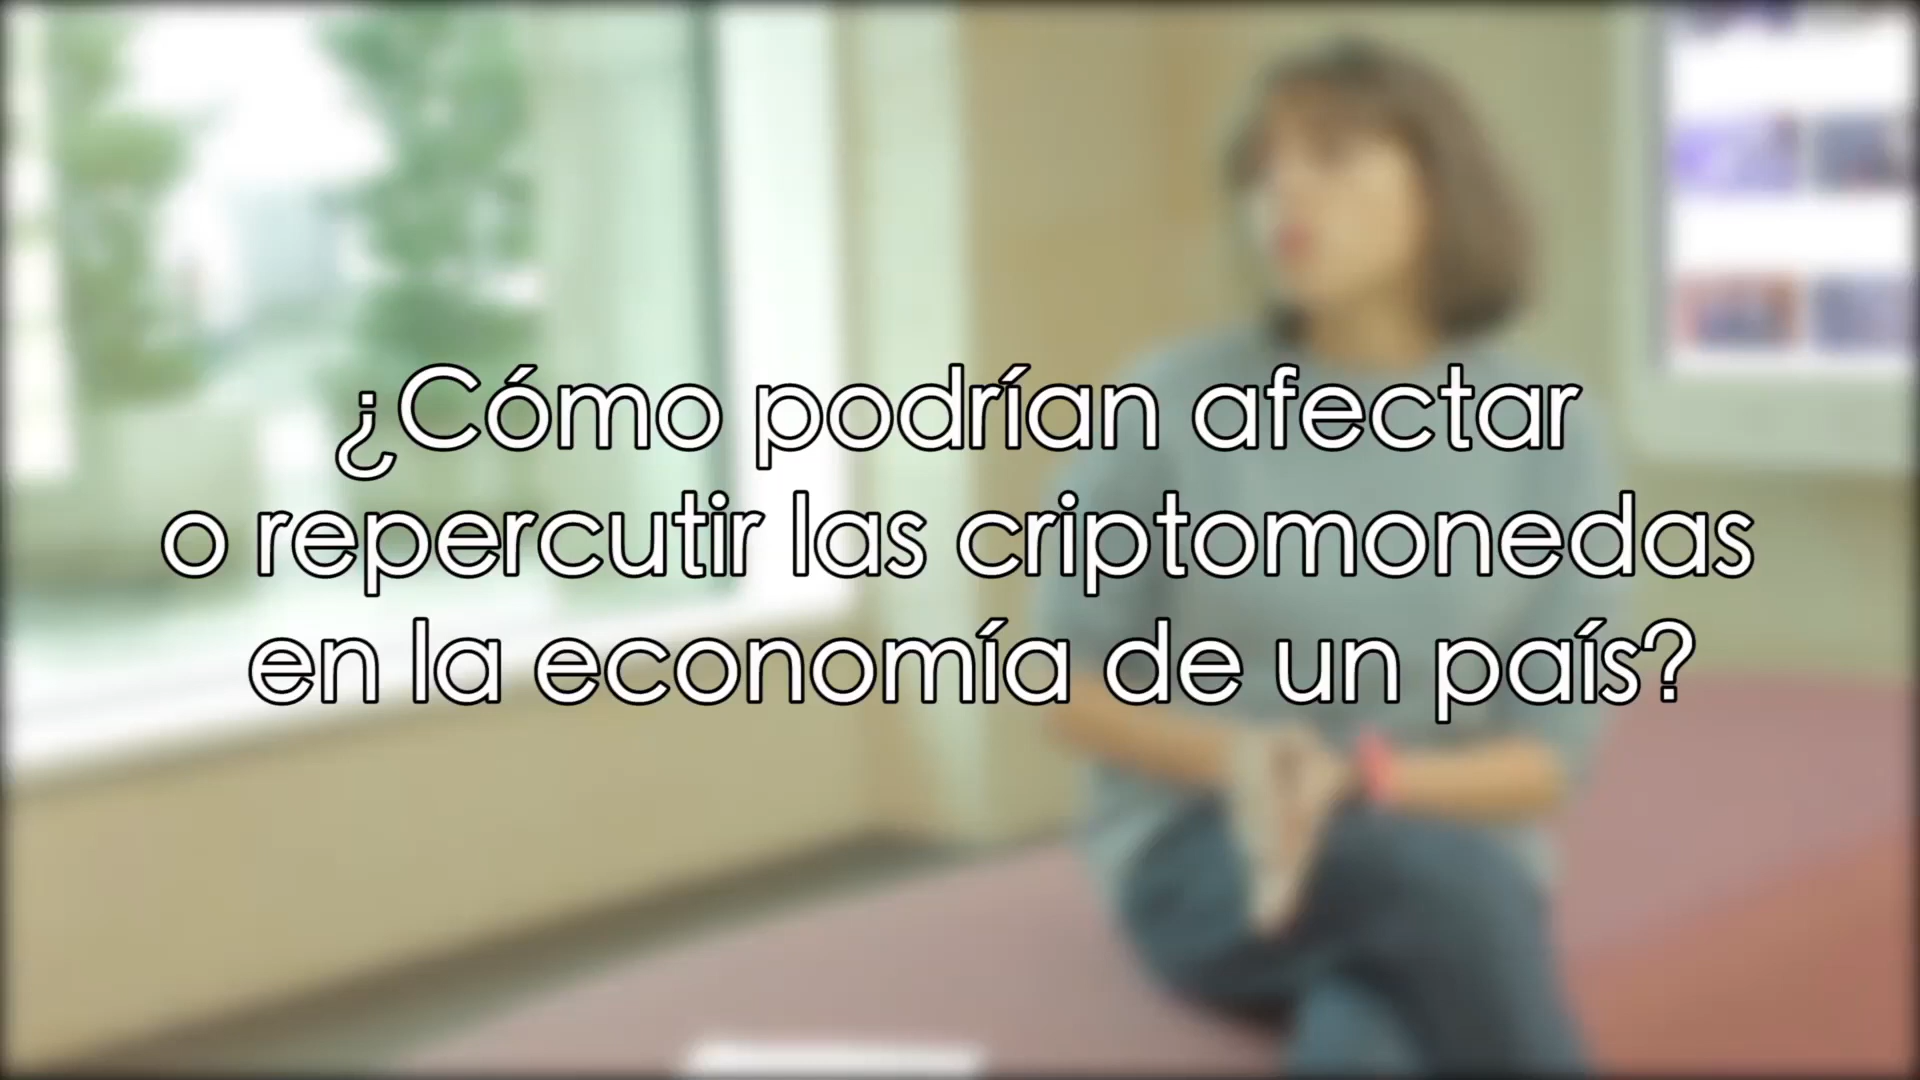 ¿Cómo podrían afectar
o repercutir las criptomonedas
en la economía de un país?